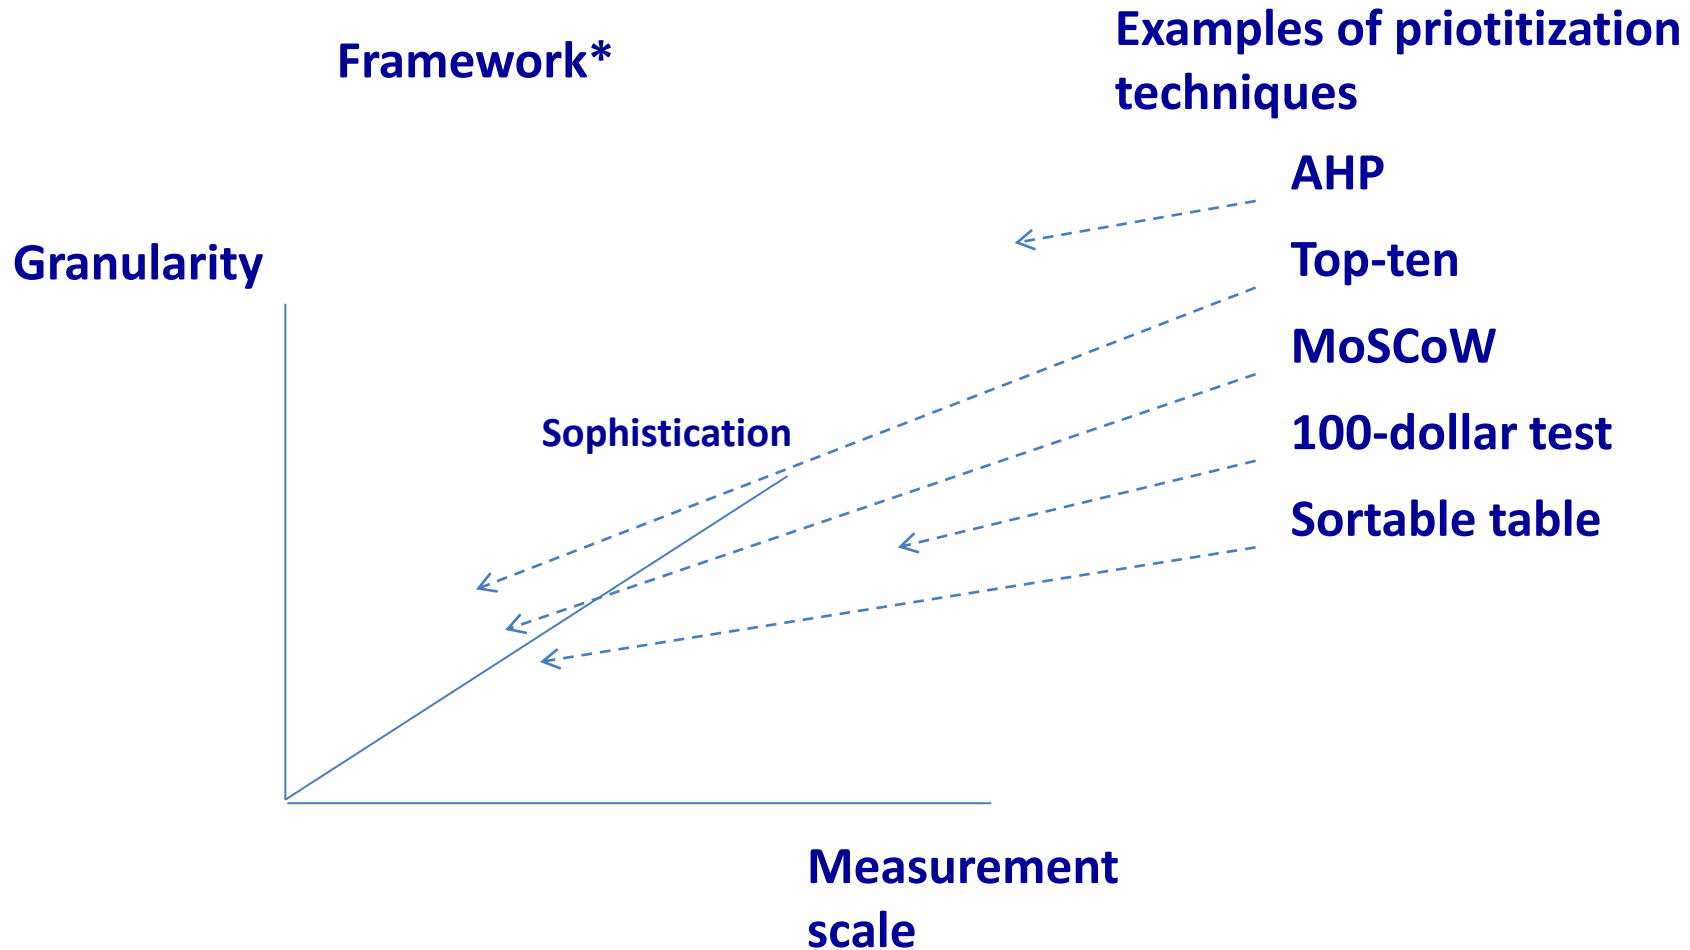 Framework*
Examples of priotitization
techniques
AHP
Granularity
Top-ten
MoSCoW
Sophistication
100-dollar test
Sortable table
Measurement
scale